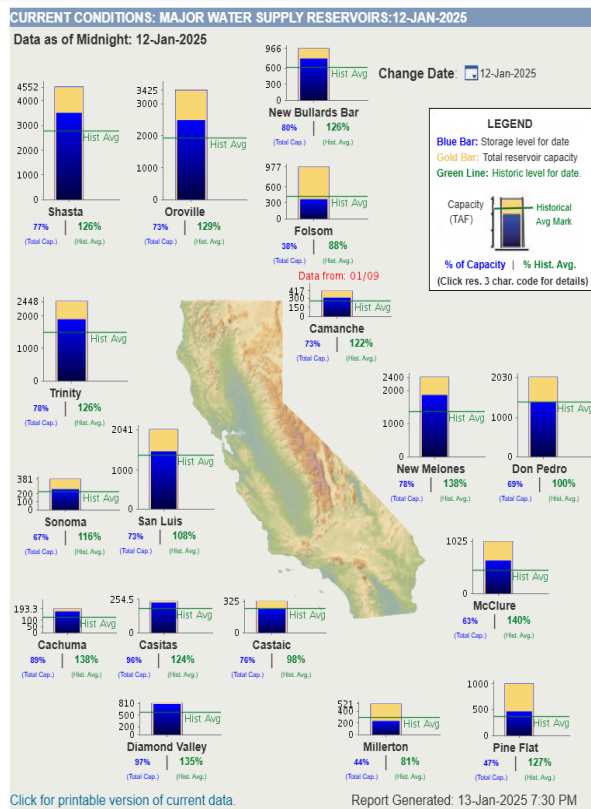 CURRENT CONDITIONS: MAJOR WATER SUPPLY RESERVOIRS:12-JAN-2025
Data as of Midnight: 12-Jan-2025
Change Date: 12-Jan-2025
966
600
300
0
Hist Avg
New Bullards Bar
80% | 126%
(Total Cap.) (Hist. Avg.)
4552
4000
3000
2000
1000
0
Hist Avg
Shasta
77% | 126%
(Total Cap.) (Hist. Avg.)
3425
3000
2000
1000
0
Hist Avg
Oroville
73% | 129%
(Total Cap.) (Hist. Avg.)
977
600
300
0
Hist Avg
Folsom
38% | 88%
(Total Cap.) (Hist. Avg.)
LEGEND
Blue Bar: Storage level for date
Gold Bar: Total reservoir capacity
Green Line: Historic level for date.
Capacity
(TAF)
Historical
Avg Mark
% of Capacity | % Hist. Avg.
(Click res. 3 char. code for details)
Data from: 01/09
417
300
150
0
Hist Avg
Camanche
73% | 122%
(Total Cap.) (Hist. Avg.)
2448
2000
1000
0
Hist Avg
Trinity
78% | 126%
(Total Cap.) (Hist. Avg.)
2400
2000
1000
0
Hist Avg
New Melones
78% | 138%
(Total Cap.) (Hist. Avg.)
2030
1000
0
Hist Avg
Don Pedro
69% | 100%
(Total Cap.) (Hist. Avg.)
2041
1000
0
Hist Avg
San Luis
73% | 108%
(Total Cap.) (Hist. Avg.)
381
200
100
0
Hist Avg
Sonoma
67% | 116%
(Total Cap.) (Hist. Avg.)
1025
0
Hist Avg
McClure
63% | 140%
(Total Cap.) (Hist. Avg.)
193.3
100
50
0
Hist Avg
Cachuma
89% | 138%
(Total Cap.) (Hist. Avg.)
254.5
0
Hist Avg
Casitas
96% | 124%
(Total Cap.) (Hist. Avg.)
325
0
Hist Avg
Castaic
76% | 98%
(Total Cap.) (Hist. Avg.)
810
500
200
0
Hist Avg
Diamond Valley
97% | 135%
(Total Cap.) (Hist. Avg.)
521
400
200
0
Hist Avg
Millerton
44% | 81%
(Total Cap.) (Hist. Avg.)
1000
500
0
Hist Avg
Pine Flat
47% | 127%
(Total Cap.) (Hist. Avg.)
Click for printable version of current data.
Report Generated: 13-Jan-2025 7:30 PM